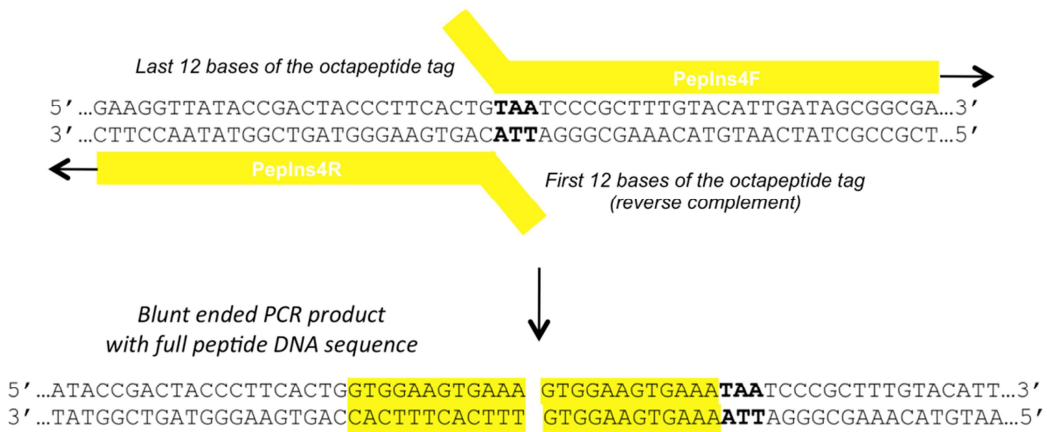 Last 12 bases of the octapeptide tag
PepIns4F
5’ …GAAGGTTATACCGACTACCCTTCACTGTAATCCCGCTTTGTACATTGATAGCGGCGA…3’
3’ …CTTCCAATATGGCTGATGGGAAGTGACATTAGGGCGAAACATGTAACTATCGCCGCT…5’
PepIns4R
First 12 bases of the octapeptide tag
(reverse complement)
Blunt ended PCR product
with full peptide DNA sequence
5’ …ATACCGACTACCCTTCACTGGTGGAAGTGAAA GTGGAAGTGAAATAATCCCGCTTTGTACATT…3’
3’ …TATGGCTGATGGGAAGTGACCACTTTCACTTT GTGGAAGTGAAAATTAGGGCGAAACATGTAA…5’